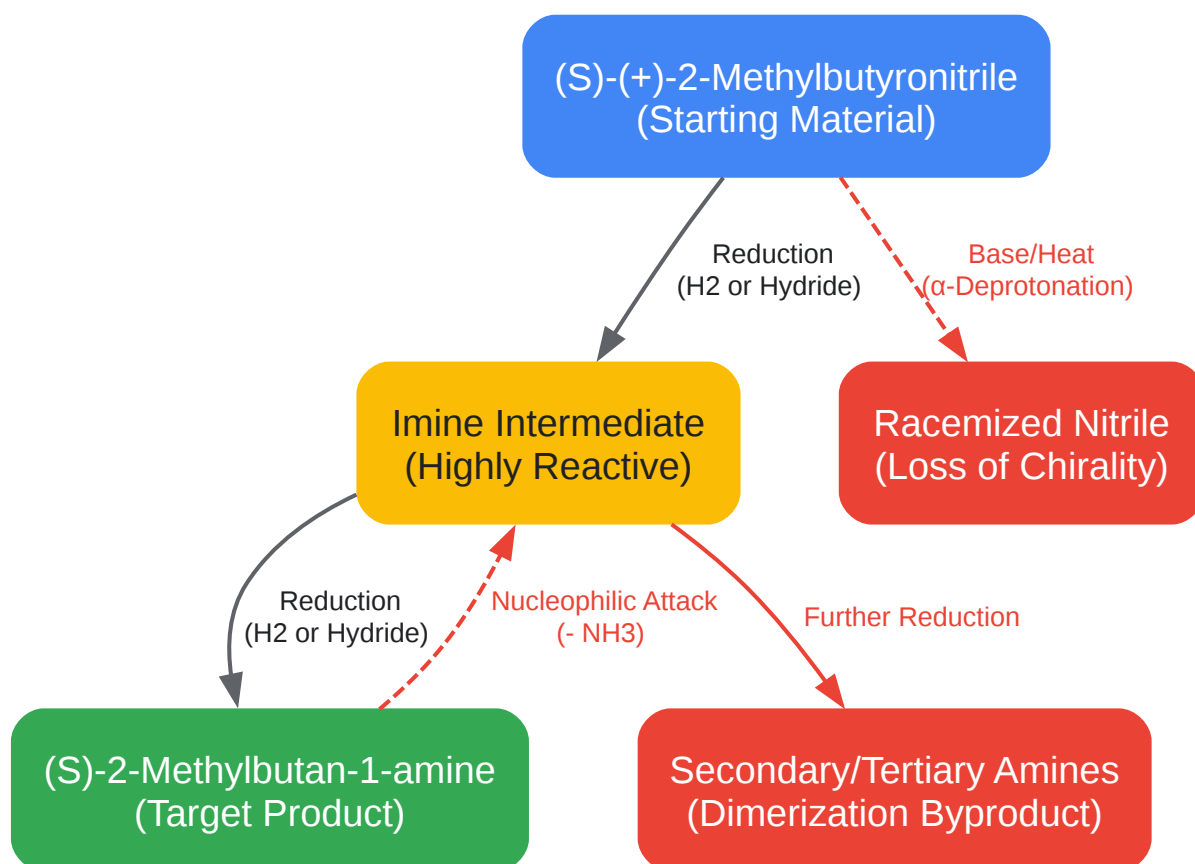 (S)-(+)-2-Methylbutyronitrile
(Starting Material)
Reduction
(H2 or Hydride)
Base/Heat
(α-Deprotonation)
Imine Intermediate
(Highly Reactive)
Racemized Nitrile
(Loss of Chirality)
Reduction
(H2 or Hydride)
Nucleophilic Attack
(- NH3)
Further Reduction
(S)-2-Methylbutan-1-amine
(Target Product)
Secondary/Tertiary Amines
(Dimerization Byproduct)